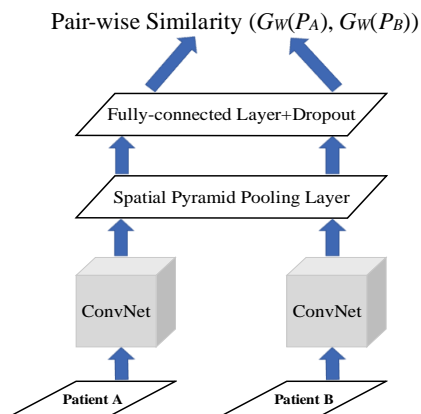 Pair-wise Similarity (GW(PA), GW(PB))
Fully-connected Layer+Dropout
Spatial Pyramid Pooling Layer
ConvNet ConvNet
Patient A Patient B